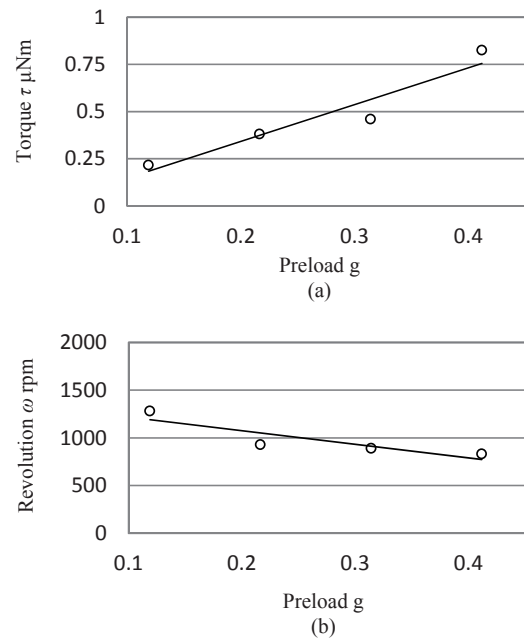 1
0.75
0.5
0.25
0
Torque τ μNm
0.1 0.2 0.3 0.4
Preload g
(a)
2000
1500
1000
500
0
Revolution ω rpm
0.1 0.2 0.3 0.4
Preload g
(b)